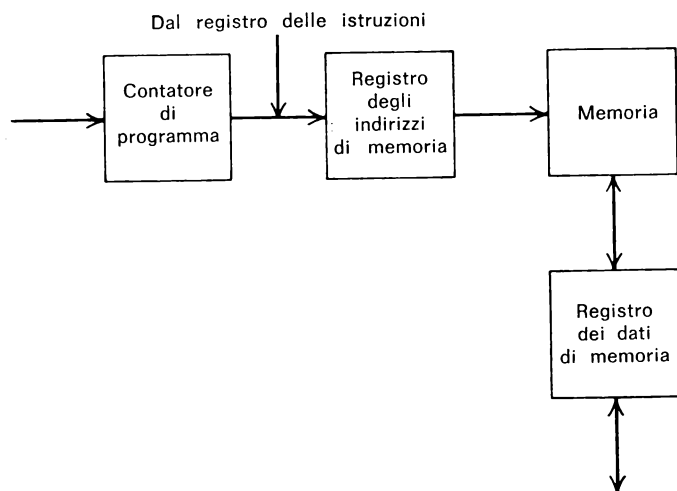 Dal registro delle istruzioni
Contatore
di
programma
Registro
degli
indirizzi
di memoria
Memoria
Registro
dei dati
di memoria